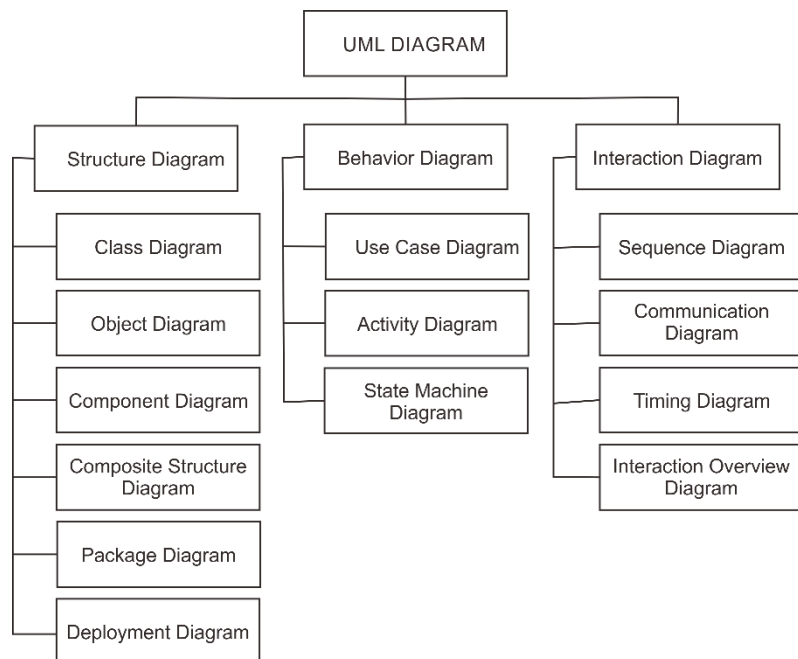 UML DIAGRAM
Structure Diagram
Class Diagram
Object Diagram
Component Diagram
Composite Structure
Diagram
Package Diagram
Deployment Diagram
Behavior Diagram
Use Case Diagram
Activity Diagram
State Machine
Diagram
Interaction Diagram
Sequence Diagram
Communication
Diagram
Timing Diagram
Interaction Overview
Diagram